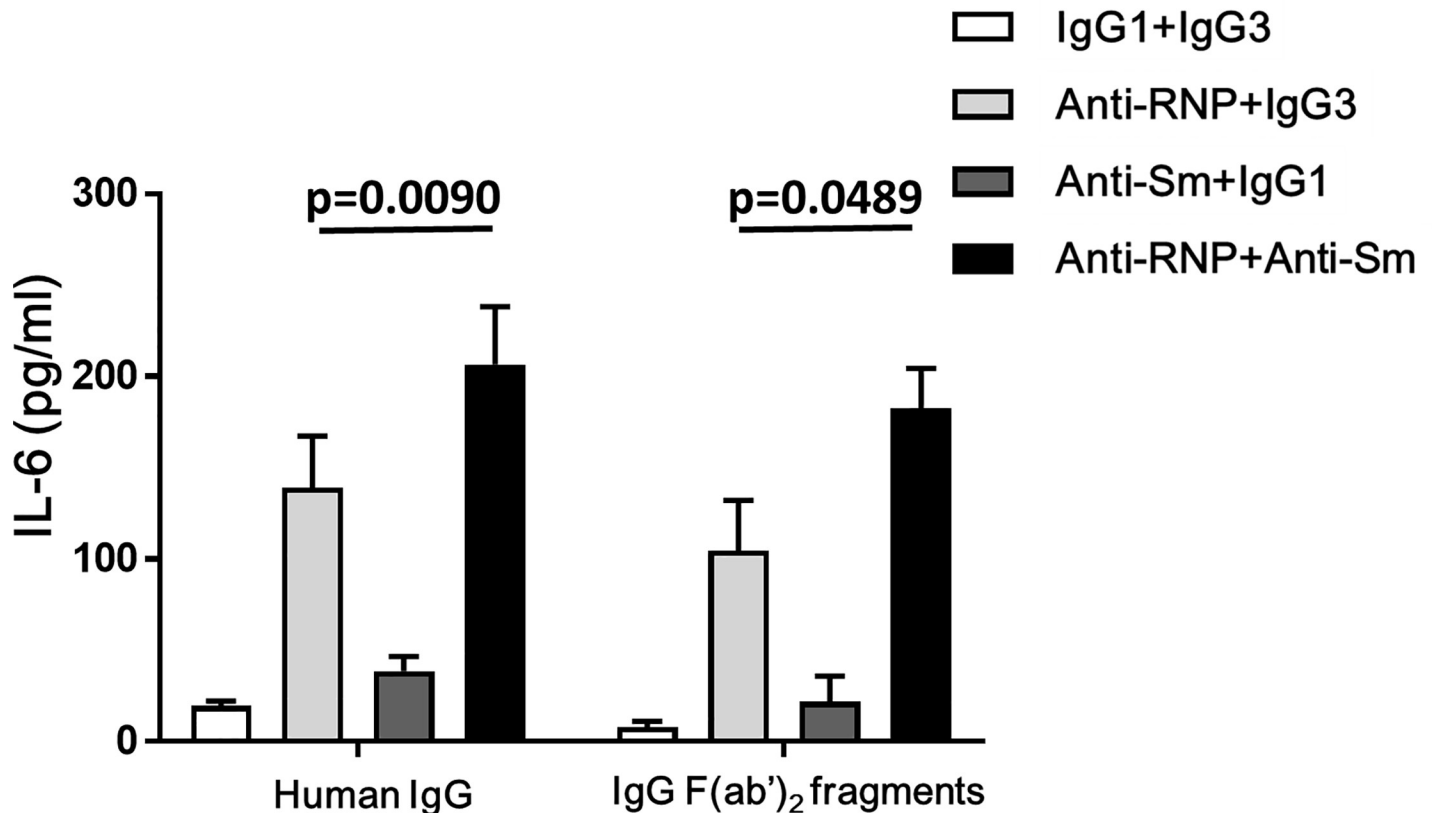 IgG1+IgG3
Anti-RNP+IgG3
Anti-Sm+IgG1
Anti-RNP+Anti-Sm
p=0.0090
p=0.0489
IL-6 (pg/ml)
300
200
100
0
Human IgG
IgG F(ab’)₂ fragments